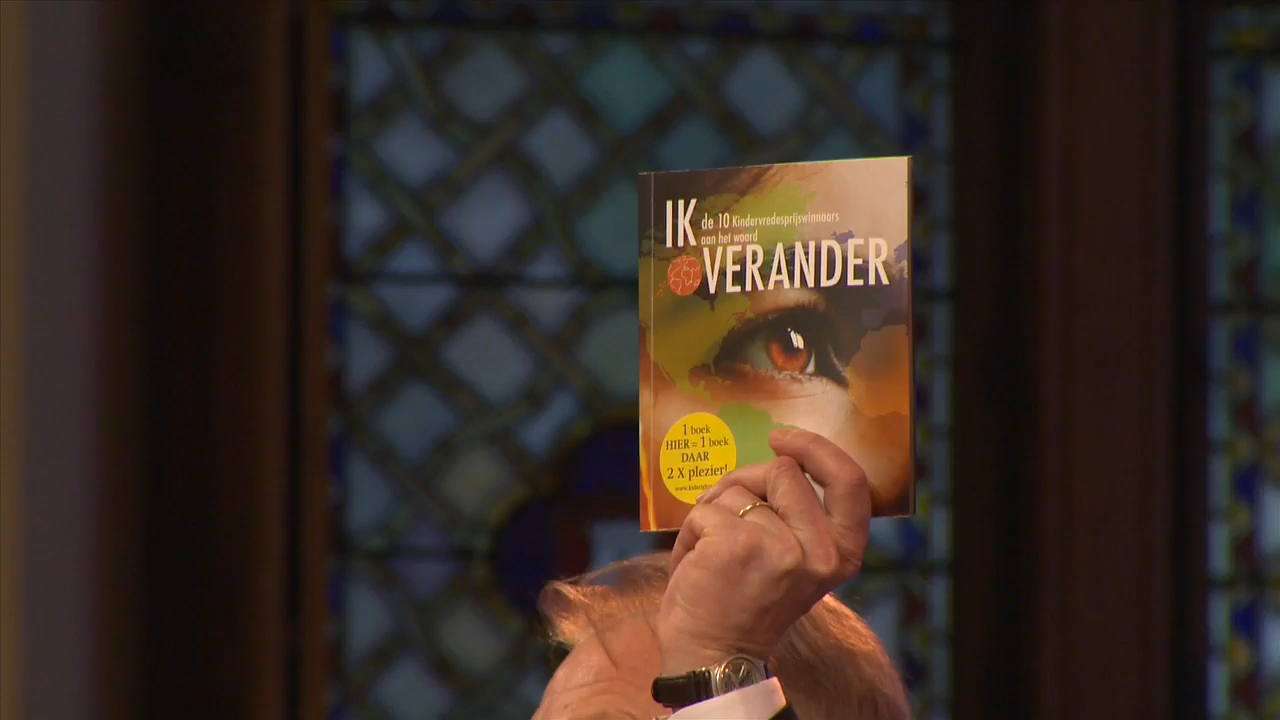 IK de 10 Kindervredesprijswinnaars
aan het woord
VERANDER
1 boek
HIER = 1 boek
DAAR
2 X plezier!